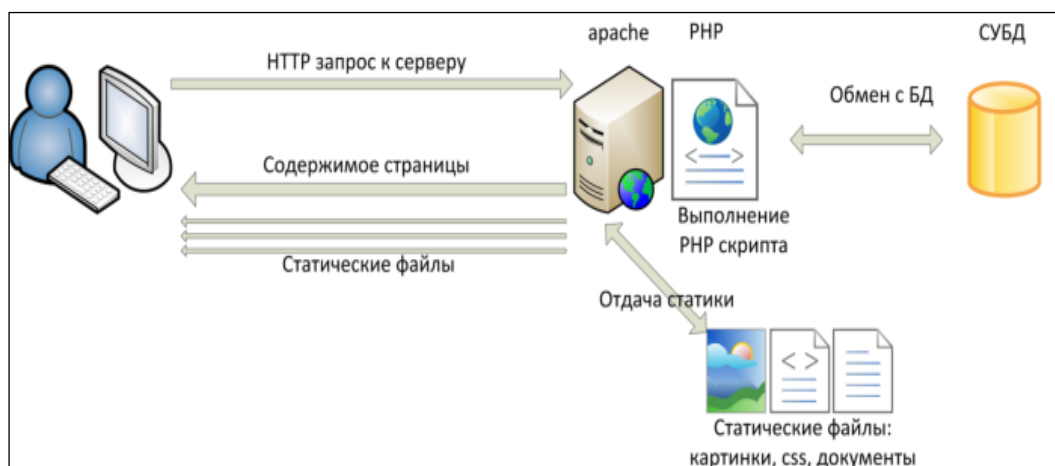 apache
PHP
СУБД
HTTP запрос к серверу
Обмен с БД
Содержимое страницы
Выполнение
PHP скрипта
Статические файлы
Отдача статики
Статические файлы:
картинки, css, документы